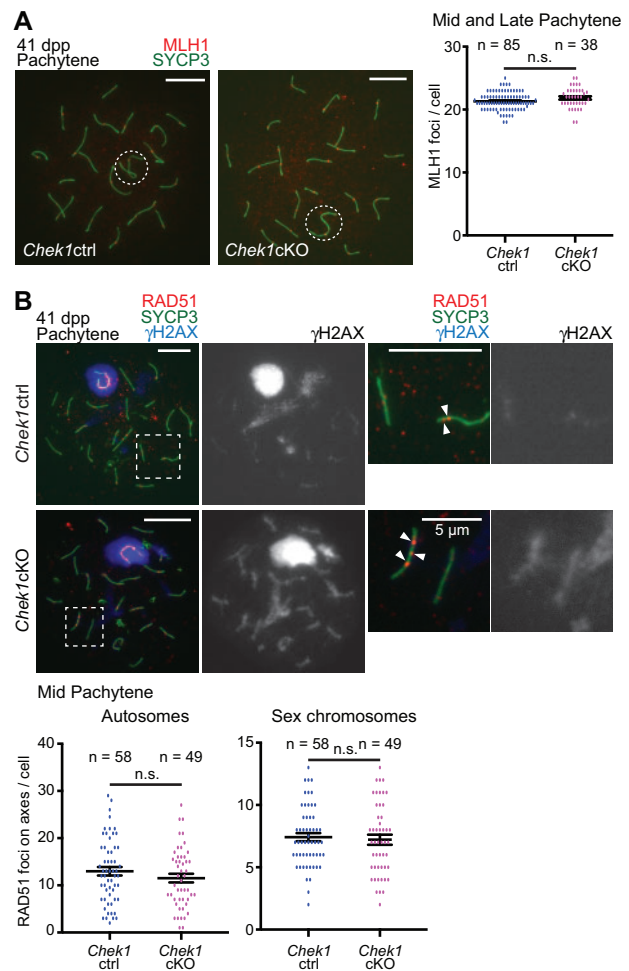 A
41 dpp
Pachytene
MLH1
SYCP3
Chek1ctrl
Chek1cKO
Mid and Late Pachytene
n = 85
n = 38
n.s.
MLH1 foci / cell
30
20
10
0
Chek1
ctrl
Chek1
cKO
B
41 dpp
Pachytene
RAD51
SYCP3
γH2AX
γH2AX
RAD51
SYCP3
γH2AX
γH2AX
Chek1ctrl
Chek1cKO
5 µm
Mid Pachytene
Autosomes
n = 58
n = 49
n.s.
RAD51 foci on axes / cell
40
30
20
10
0
Chek1
ctrl
Chek1
cKO
Sex chromosomes
n = 58
n = 49
n.s.
15
10
5
0
Chek1
ctrl
Chek1
cKO